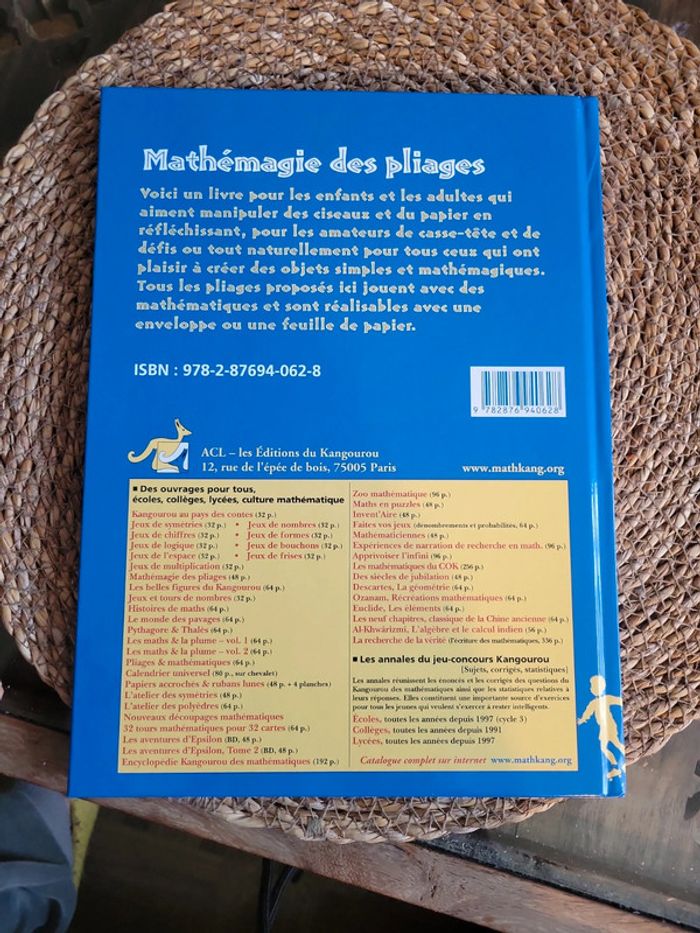 Mathémagie des pliages
Voici un livre pour les enfants et les adultes qui
aiment manipuler des ciseaux et du papier en
réfléchissant, pour les amateurs de casse-tête et de
défis ou tout naturellement pour tous ceux qui ont
plaisir à créer des objets simples et mathémagiques.
Tous les pliages proposés ici jouent avec des
mathématiques et sont réalisables avec une
enveloppe ou une feuille de papier.
ISBN : 978-2-87694-062-8
9 782876 940628
ACL – les Éditions du Kangourou
12, rue de l'épée de bois, 75005 Paris
www.mathkang.org
■ Des ouvrages pour tous,
écoles, collèges, lycées, culture mathématique
Kangourou au pays des contes (32 p.)
Jeux de symétries (32 p.) • Jeux de nombres (32 p.)
Jeux de chiffres (32 p.) • Jeux de formes (32 p.)
Jeux de logique (32 p.) • Jeux de bouchons (32 p.)
Jeux de l'espace (32 p.) • Jeux de frises (32 p.)
Jeux de multiplication (32 p.)
Mathémagie des pliages (48 p.)
Les belles figures du Kangourou (64 p.)
Jeux et tours de nombres (32 p.)
Histoires de maths (64 p.)
Le monde des pavages (64 p.)
Pythagore & Thalès (64 p.)
Les maths & la plume – vol. 1 (64 p.)
Les maths & la plume – vol. 2 (64 p.)
Pliages & mathématiques (64 p.)
Calendrier universel (80 p., sur chevalet)
Papiers accrochés & rubans lunes (48 p. + 4 planches)
L'atelier des symétries (48 p.)
L'atelier des polyèdres (64 p.)
Nouveaux découpages mathématiques
32 tours mathématiques pour 32 cartes (64 p.)
Les aventures d'Epsilon (BD, 48 p.)
Les aventures d'Epsilon, Tome 2 (BD, 48 p.)
Encyclopédie Kangourou des mathématiques (192 p.)
Zoo mathématique (96 p.)
Maths en puzzles (48 p.)
Invent'Aire (48 p.)
Faites vos jeux (dénombrements et probabilités, 64 p.)
Mathématiciennes (48 p.)
Expériences de narration de recherche en math. (96 p.)
Apprivoiser l'infini (96 p.)
Les mathématiques du COK (256 p.)
Des siècles de jubilation (48 p.)
Descartes, La géométrie (64 p.)
Ozanam, Récréations mathématiques (64 p.)
Euclide, Les éléments (64 p.)
Les neuf chapitres, classique de la Chine ancienne (64 p.)
Al-Khwârizmî, L'algèbre et le calcul indien (56 p.)
La recherche de la vérité (l'écriture des mathématiques, 336 p.)
■ Les annales du jeu-concours Kangourou
[Sujets, corrigés, statistiques]
Les annales réunissent les énoncés et les corrigés des questions du
Kangourou des mathématiques ainsi que les statistiques relatives à
leurs réponses. Elles constituent une importante source d'exercices
pour tous les jeunes qui veulent s'exercer à rester intelligents.
Écoles, toutes les années depuis 1997 (cycle 3)
Collèges, toutes les années depuis 1991
Lycées, toutes les années depuis 1997
Catalogue complet sur internet www.mathkang.org